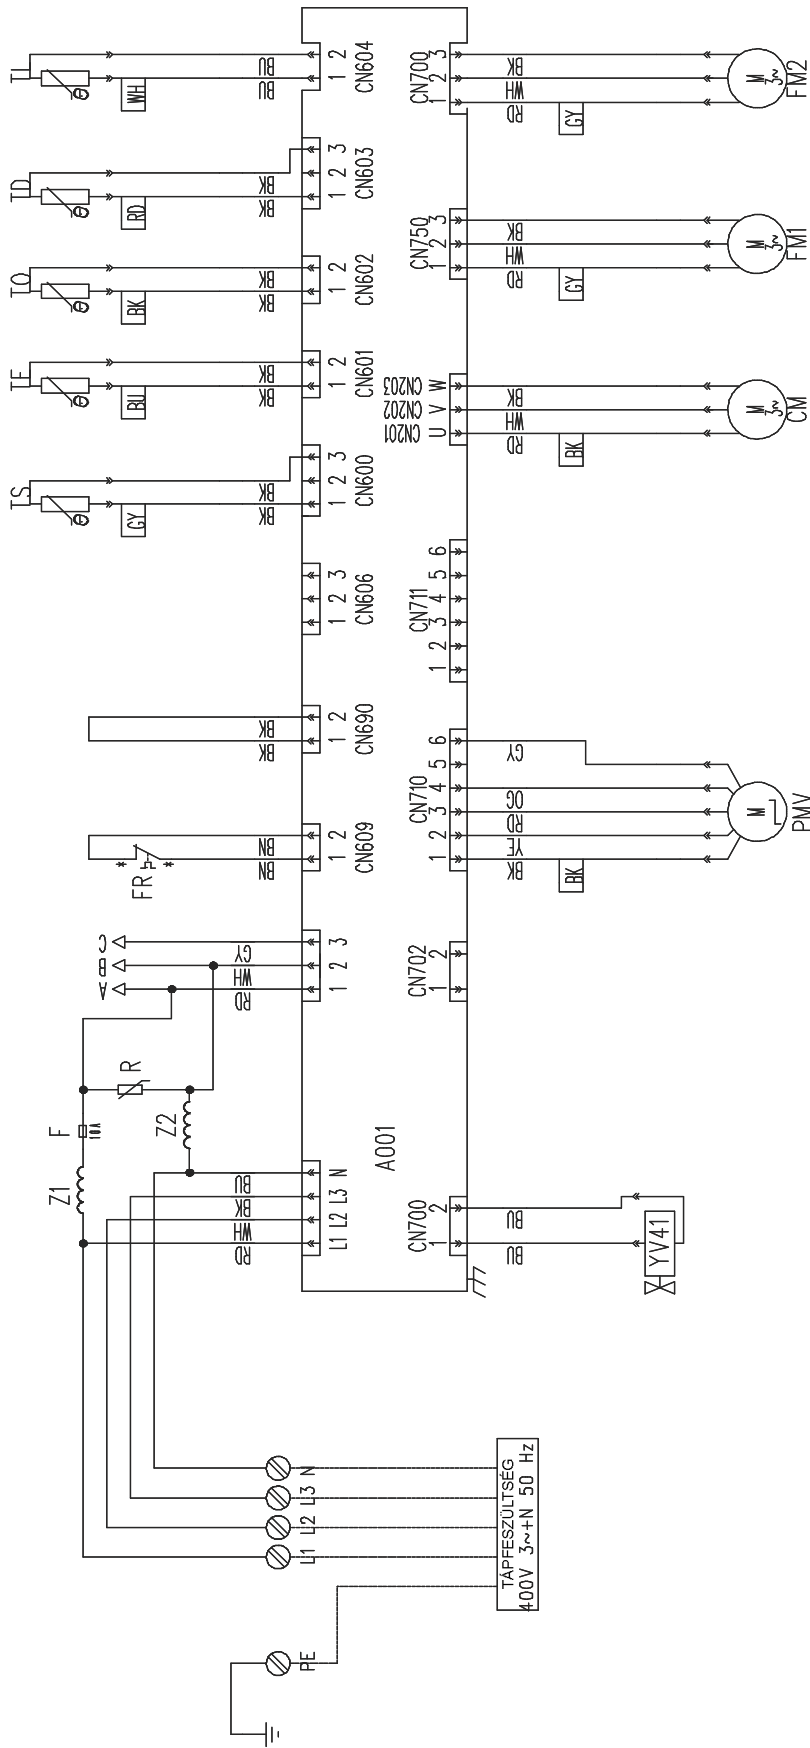 TL
WH
BU
BU
2
1
CN604
TD
RD
BK
BK
3
2
1
CN603
TO
BK
BK
BK
2
1
CN602
TE
BU
BK
BK
2
1
CN601
TS
GY
BK
BK
3
2
1
CN600
3
2
1
CN606
BK
BK
2
1
CN690
FR
BN
BN
2
1
CN609
C
B
A
GY
WH
RD
3
2
1
R
F
10A
Z2
Z1
BU
BK
WH
RD
N
L3
L2
L1
A001
CN700
3
2
1
BK
WH
RD
GY
M
3~
FM2
CN750
3
2
1
BK
WH
RD
GY
M
3~
FM1
CN203
CN202
CN201
W
V
U
BK
WH
RD
BK
M
3~
CM
CN711
6
5
4
3
2
1
CN710
6
5
4
3
2
1
GY
OG
RD
YE
BK
BK
M
PMV
CN702
2
1
CN700
2
1
BU
BU
YV41
N
L3
L2
L1
PE
TÁPFESZÜLTSÉG
400V 3~+N 50 Hz